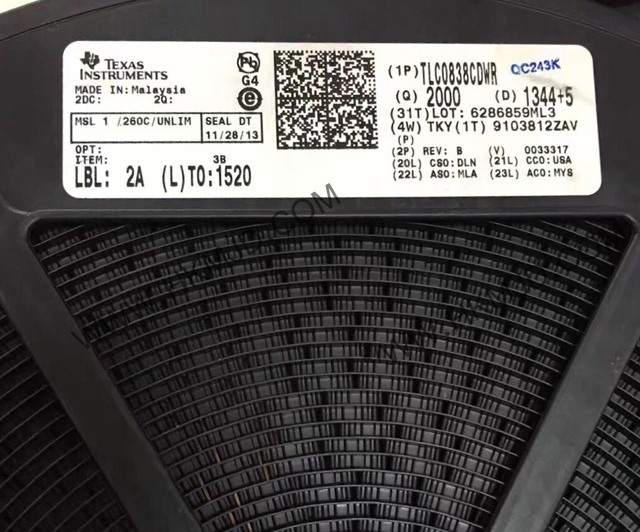 TEXAS
INSTRUMENTS
MADE IN: Malaysia
2DC: 2Q:
MSL 1 /260C/UNLIM
SEAL DT
11/28/13
OPT:
ITEM: 3B
LBL: 2A (L)TO:1520
Pb
G4
e
(1P)TLC0838CDWR QC243K
(Q) 2000 (D) 1344+5
(31T)LOT: 6286859ML3
(4W) TKY(1T) 9103812ZAV
(P)
(2P) REV: B (V) 0033317
(20L) CSO:DLN (21L) CCO:USA
(22L) ASO:MLA (23L) ACO:MYS